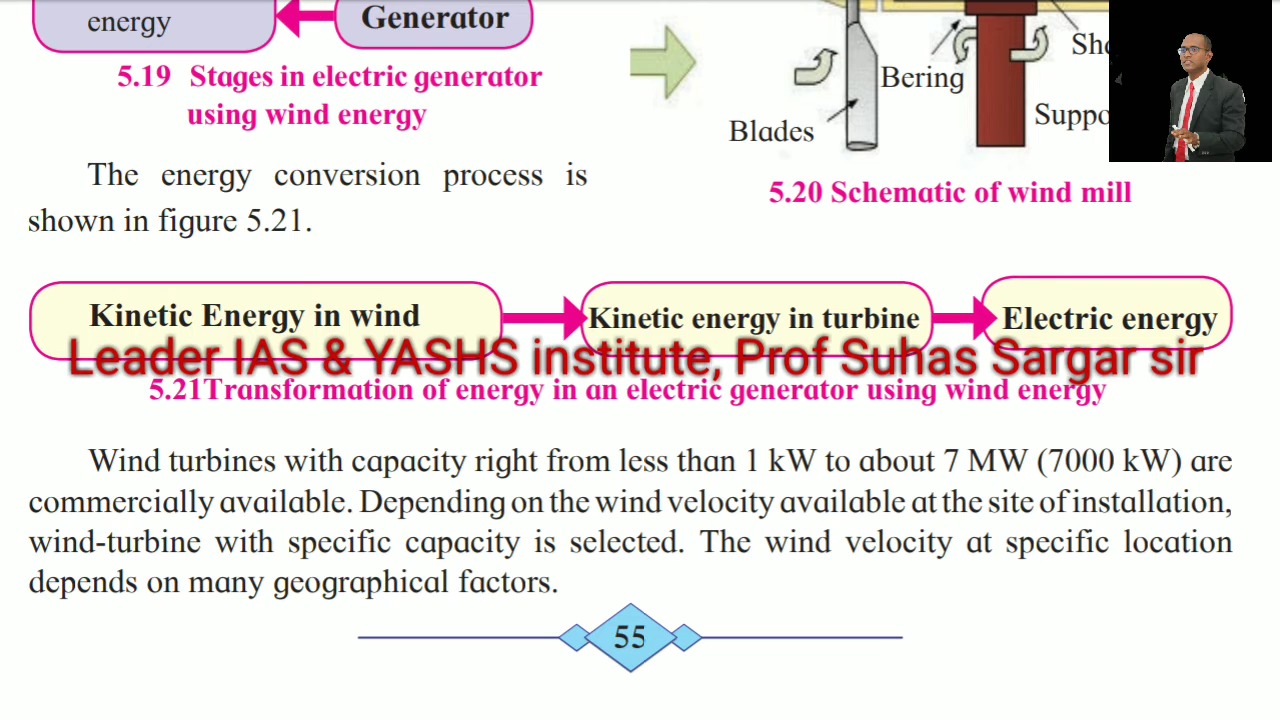 energy
Generator
5.19 Stages in electric generator
using wind energy
Bering
Blades
5.20 Schematic of wind mill
The energy conversion process is
shown in figure 5.21.
Kinetic Energy in wind
Kinetic energy in turbine
Electric energy
Leader IAS & YASHS institute, Prof Suhas Sargar sir
5.21Transformation of energy in an electric generator using wind energy
Wind turbines with capacity right from less than 1 kW to about 7 MW (7000 kW) are
commercially available. Depending on the wind velocity available at the site of installation,
wind-turbine with specific capacity is selected. The wind velocity at specific location
depends on many geographical factors.
55